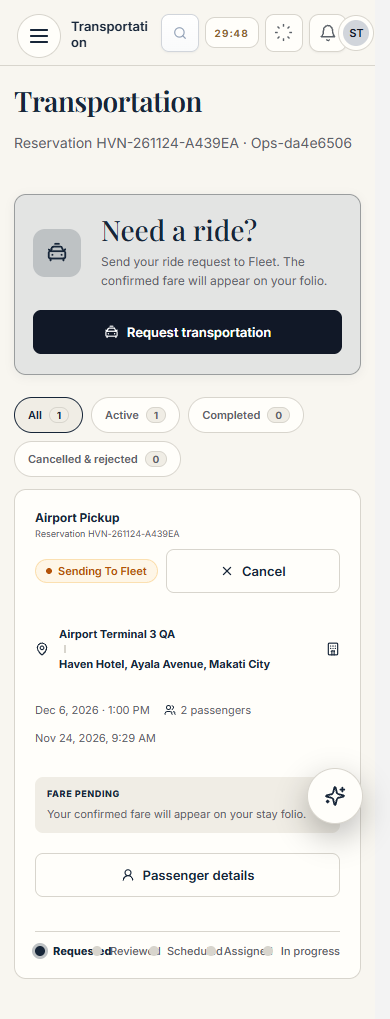 Transportati
on
29:48
ST
Transportation
Reservation HVN-261124-A439EA · Ops-da4e6506
Need a ride?
Send your ride request to Fleet. The
confirmed fare will appear on your folio.
Request transportation
All 1
Active 1
Completed 0
Cancelled & rejected 0
Airport Pickup
Reservation HVN-261124-A439EA
Sending To Fleet
Cancel
Airport Terminal 3 QA
Haven Hotel, Ayala Avenue, Makati City
Dec 6, 2026 · 1:00 PM
2 passengers
Nov 24, 2026, 9:29 AM
FARE PENDING
Your confirmed fare will appear on your stay folio.
Passenger details
Requested Reviewed Scheduled Assigned In progress